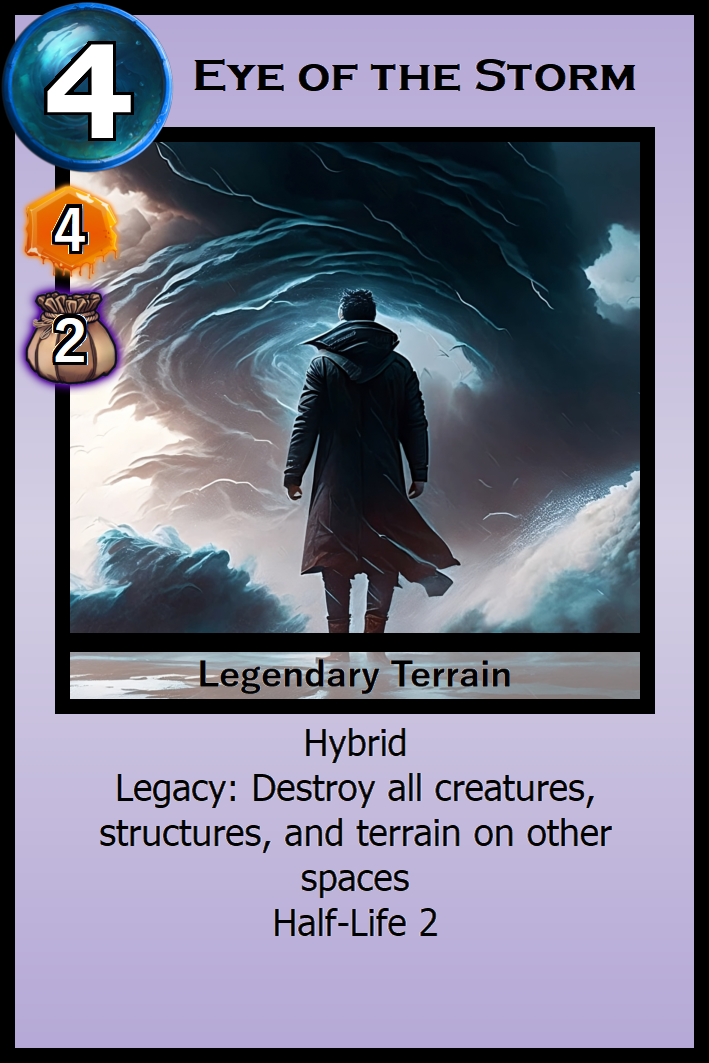 4
Eye of the Storm
4
2
Legendary Terrain
Hybrid
Legacy: Destroy all creatures,
structures, and terrain on other
spaces
Half-Life 2